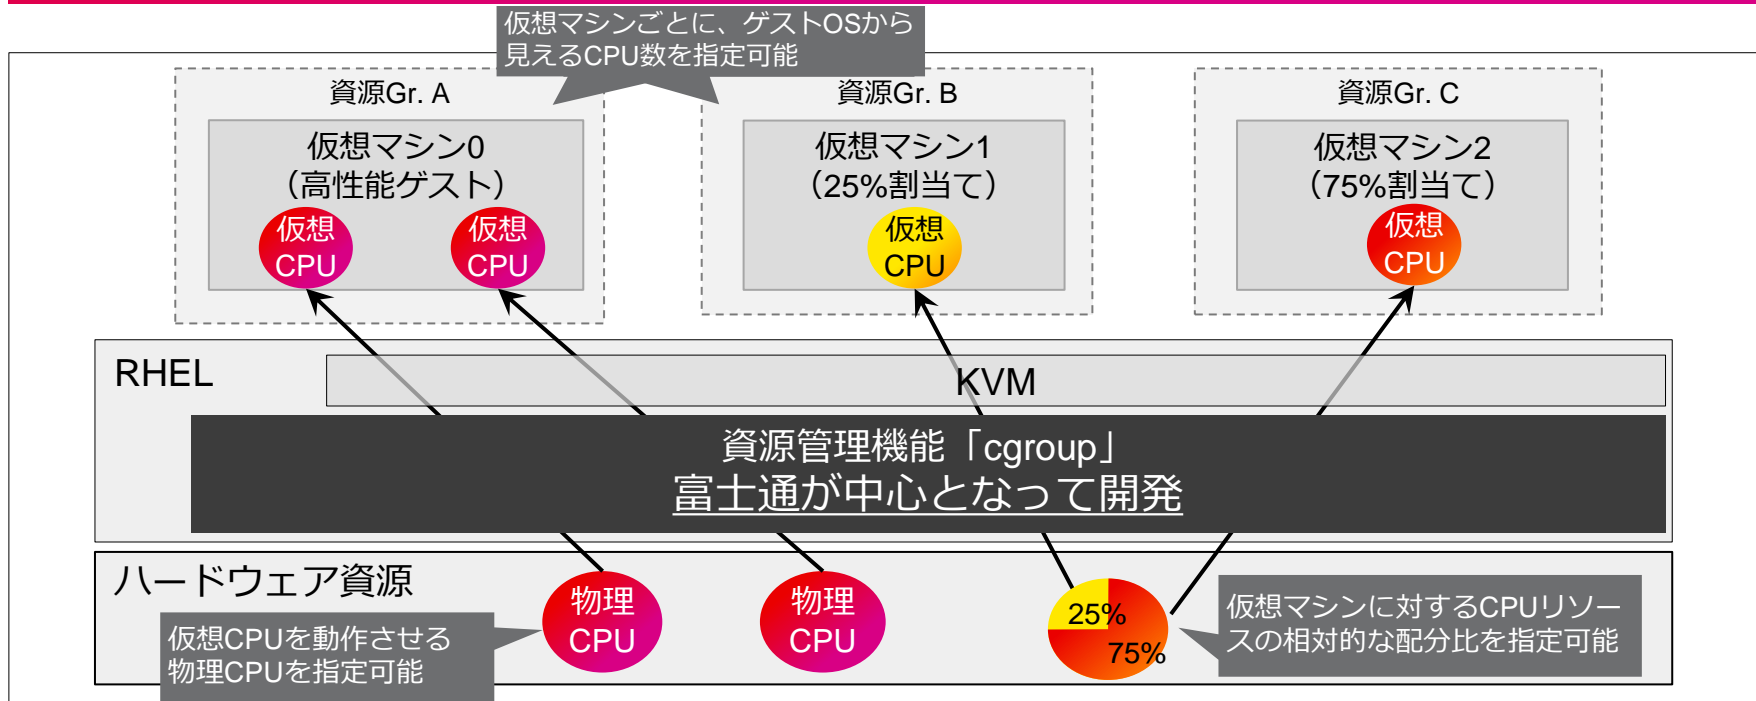 仮想マシンごとに、ゲストOSから
見えるCPU数を指定可能
資源Gr. A
仮想マシン0
（高性能ゲスト）
仮想
CPU
仮想
CPU
資源Gr. B
仮想マシン1
（25%割当て）
仮想
CPU
資源Gr. C
仮想マシン2
（75%割当て）
仮想
CPU
RHEL
KVM
資源管理機能「cgroup」
富士通が中心となって開発
ハードウェア資源
仮想CPUを動作させる
物理CPUを指定可能
物理
CPU
物理
CPU
25%
75%
仮想マシンに対するCPUリソー
スの相対的な配分比を指定可能